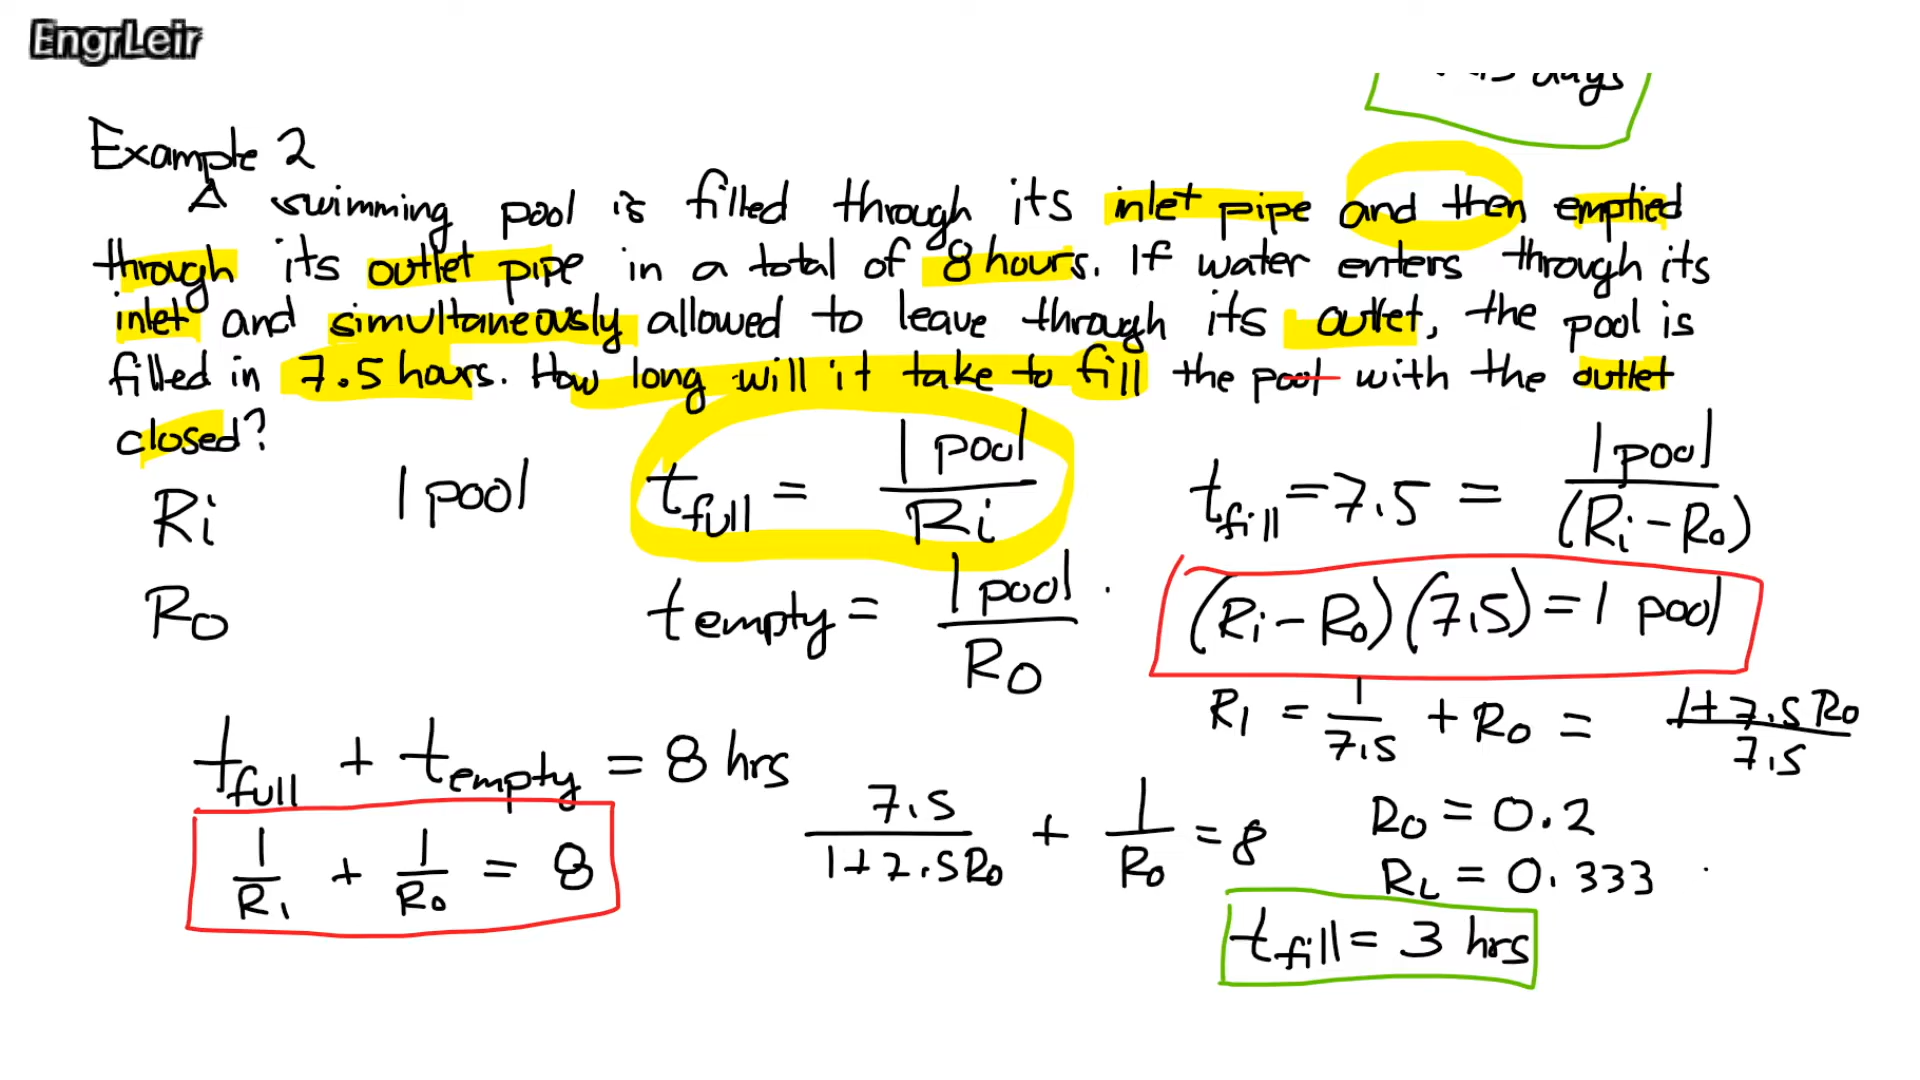 EngrLeir
days
Example 2
A swimming pool is filled through its inlet pipe and then emptied
through its outlet pipe in a total of 8 hours. If water enters through its
inlet and simultaneously allowed to leave through its outlet, the pool is
filled in 7.5 hours. How long will it take to fill the pool with the outlet
closed?
Ri
1 pool
t_full = 1 pool / Ri
t_fill = 7.5 = 1 pool / (Ri - Ro)
Ro
t empty = 1 pool / Ro
(Ri - Ro)(7.5) = 1 pool
R1 = 1/7.5 + Ro = 1+7.5Ro / 7.5
t_full + t_empty = 8 hrs
1/R1 + 1/Ro = 8
7.5 / 1+7.5Ro + 1/Ro = 8
Ro = 0.2
Ri = 0.333
t_fill = 3 hrs